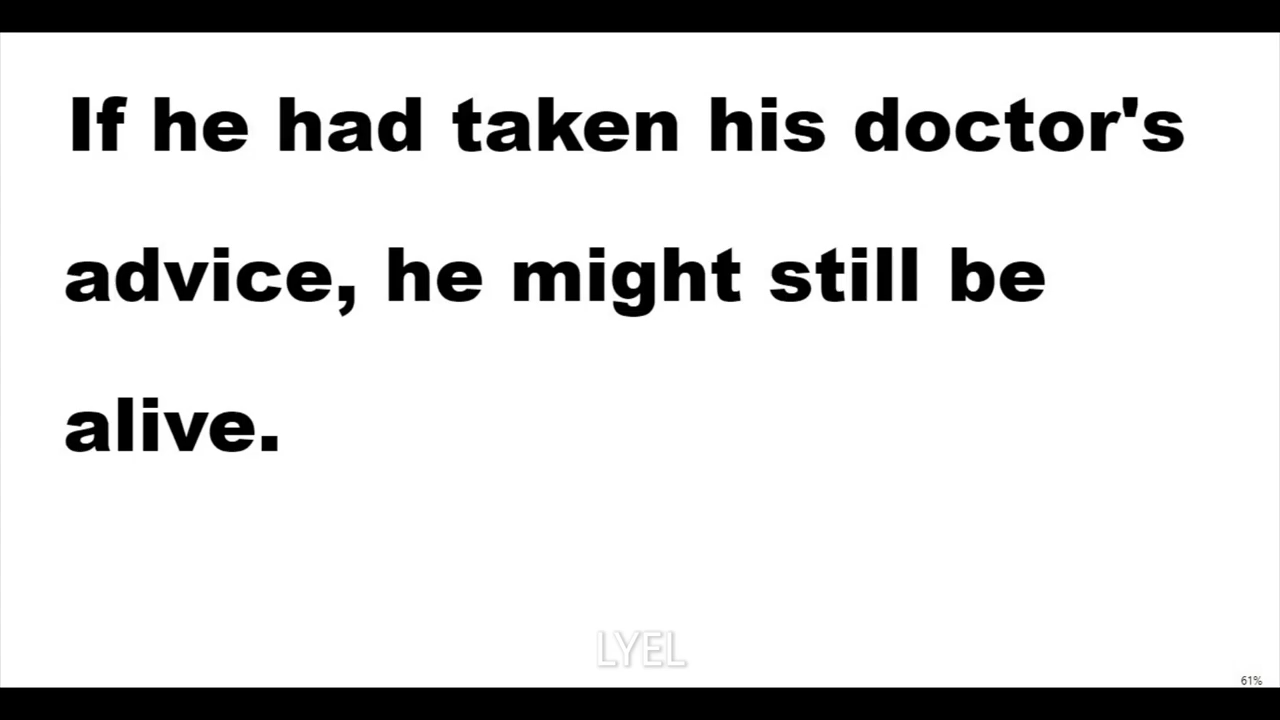 If he had taken his doctor's
advice, he might still be
alive.
LYEL
61%